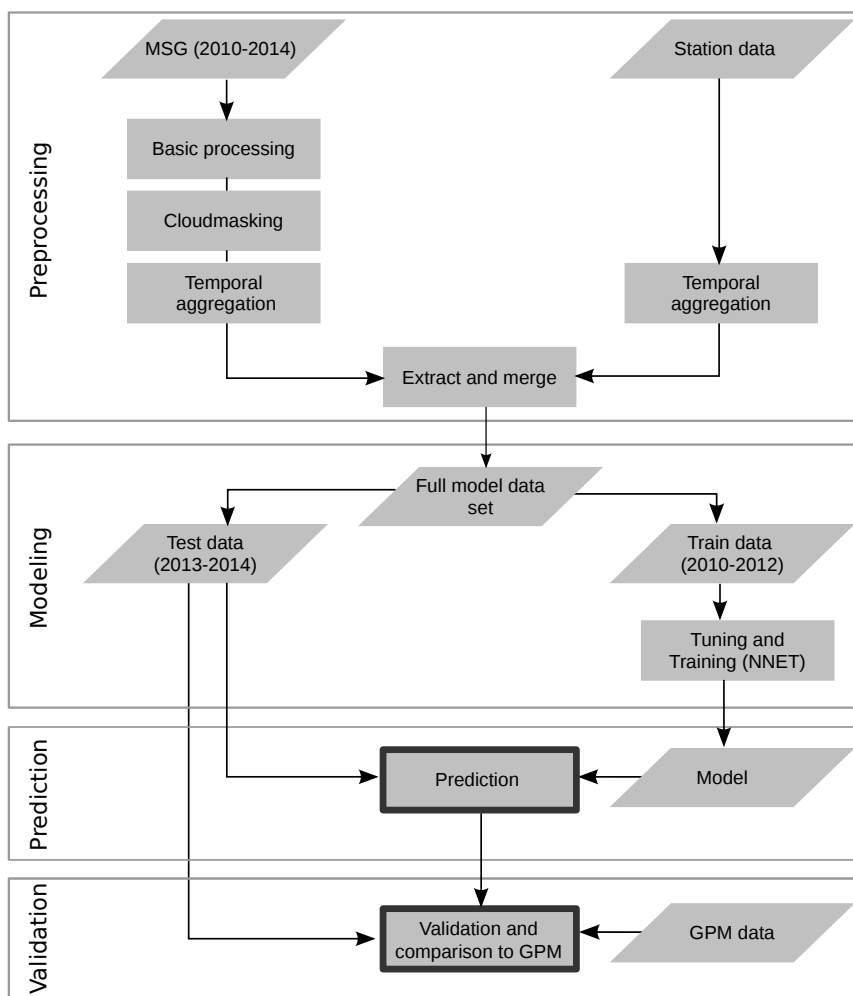 Preprocessing
MSG (2010-2014)
Station data
Basic processing
Cloudmasking
Temporal
aggregation
Temporal
aggregation
Extract and merge
Modeling
Full model data
set
Test data
(2013-2014)
Train data
(2010-2012)
Tuning and
Training (NNET)
Prediction
Prediction
Model
Validation
Validation and
comparison to GPM
GPM data